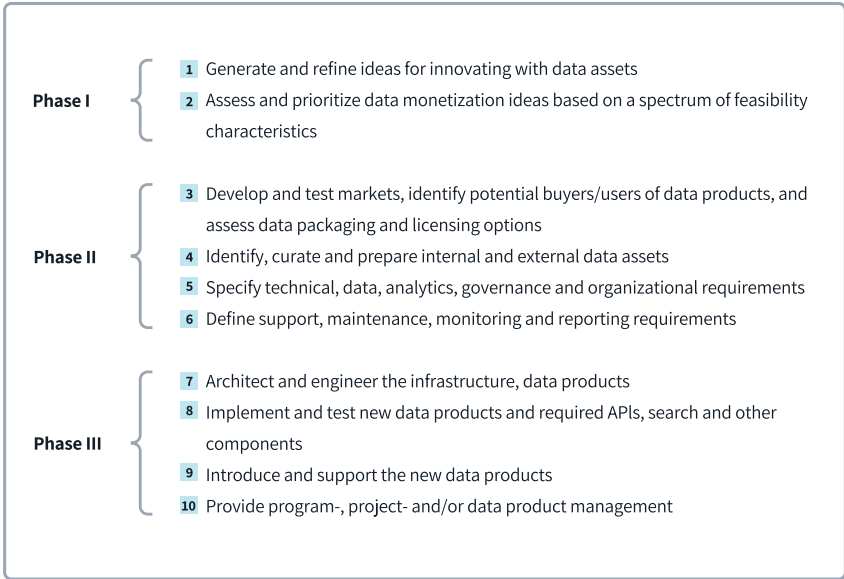 Phase I
1 Generate and refine ideas for innovating with data assets
2 Assess and prioritize data monetization ideas based on a spectrum of feasibility
characteristics
Phase II
3 Develop and test markets, identify potential buyers/users of data products, and
assess data packaging and licensing options
4 Identify, curate and prepare internal and external data assets
5 Specify technical, data, analytics, governance and organizational requirements
6 Define support, maintenance, monitoring and reporting requirements
Phase III
7 Architect and engineer the infrastructure, data products
8 Implement and test new data products and required APIs, search and other
components
9 Introduce and support the new data products
10 Provide program-, project- and/or data product management